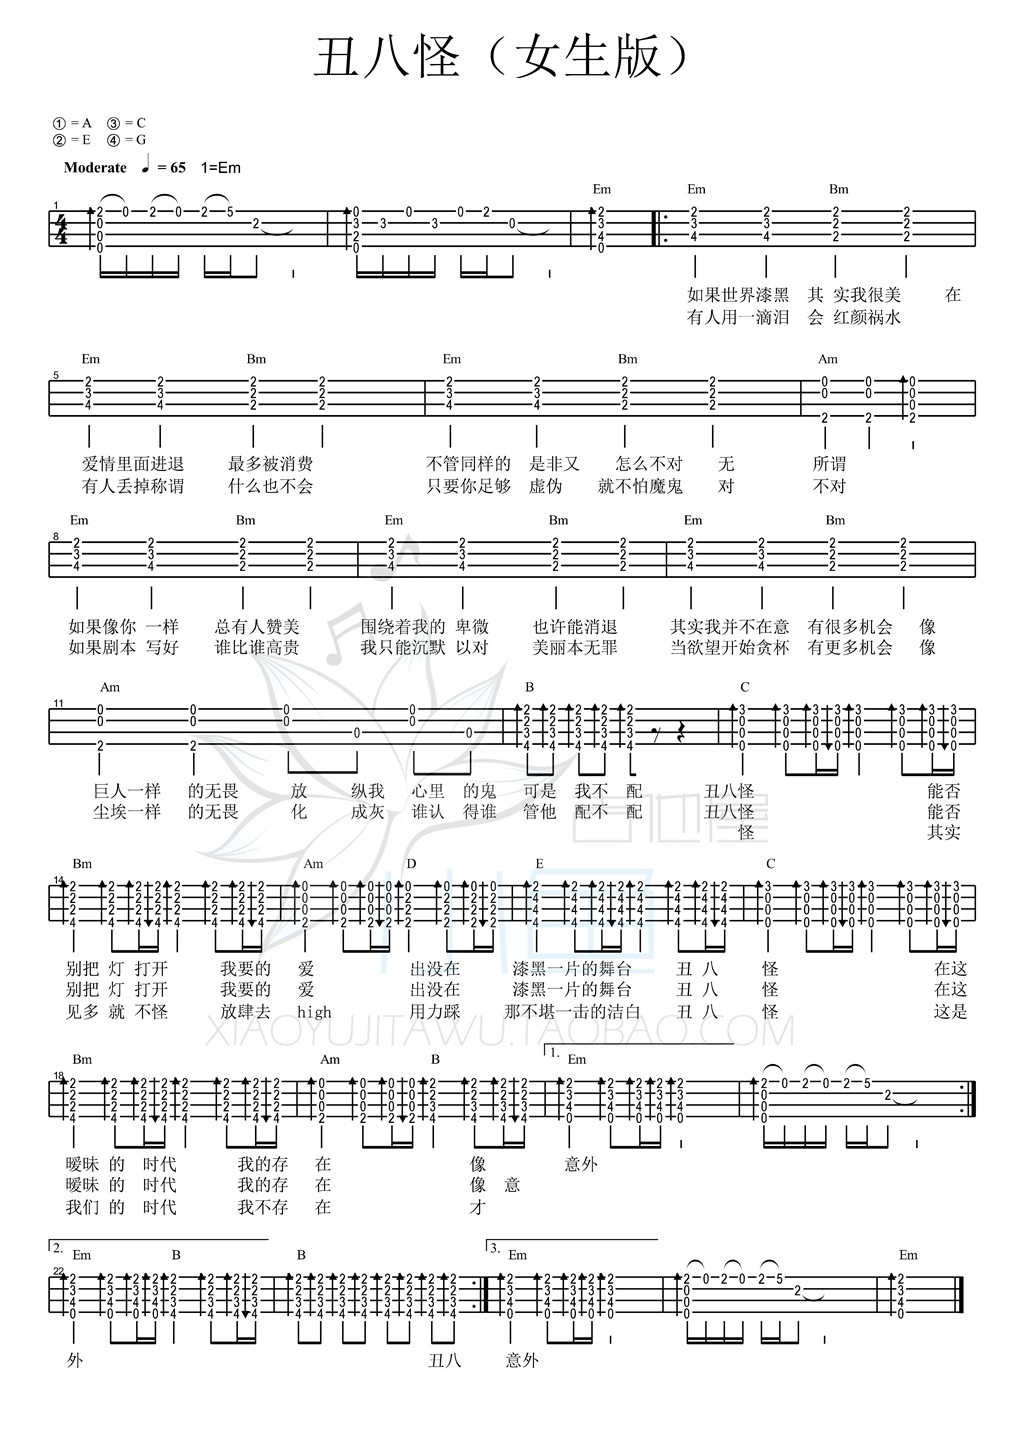 丑八怪（女生版）
① = A ③ = C
② = E ④ = G
Moderate ♩ = 65 1=Em
Em Em Bm
1
如果世界漆黑 其 实我很美 在
有人用一滴泪 会 红颜祸水
Em Bm Em Bm Am
5
爱情里面进退 最多被消费 不管同样的 是非又 怎么不对 无 所谓
有人丢掉称谓 什么也不会 只要你足够 虚伪 就不怕魔鬼 对 不对
Em Bm Em Bm Em Bm
8
如果像你 一样 总有人赞美 围绕着我的 卑微 也许能消退 其实我并不在意 有很多机会 像
如果剧本 写好 谁比谁高贵 我只能沉默 以对 美丽本无罪 当欲望开始贪杯 有更多机会 像
Am B C
11
巨人一样 的无畏 放 纵我 心里 的鬼 可是 我不 配 丑八怪 能否
尘埃一样 的无畏 化 成灰 谁认 得谁 管他 配不 配 丑八怪 能否
怪 其实
Bm Am D E C
14
别把 灯 打开 我要的 爱 出没在 漆黑一片的舞台 丑 八 怪 在这
别把 灯 打开 我要的 爱 出没在 漆黑一片的舞台 丑 八 怪 在这
见多 就 不怪 放肆去 high 用力踩 那不堪一击的洁白 丑 八 怪 这是
XIAOYUJITAWU.TAOBAO.COM
Bm Am B 1. Em
18
暧昧 的 时代 我的存 在 像 意外
暧昧 的 时代 我的存 在 像 意
我们 的 时代 我不存 在 才
2. Em B B 3. Em Em
22
外 丑八 意外